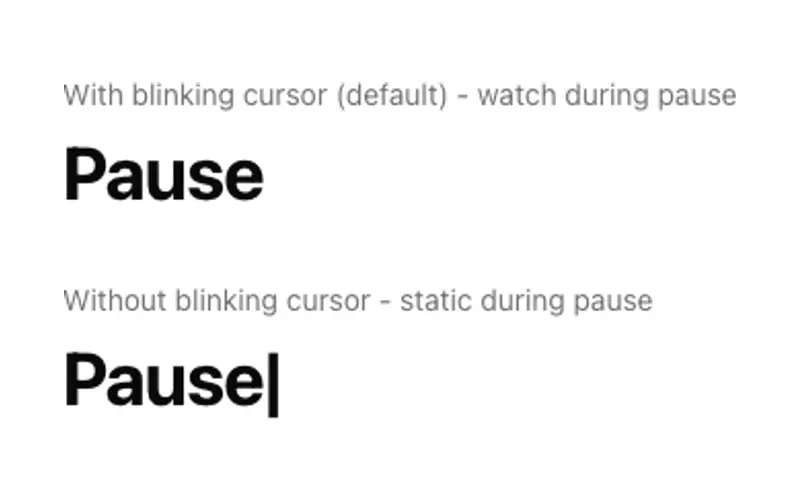 With blinking cursor (default) - watch during pause
Pause
Without blinking cursor - static during pause
Pause|